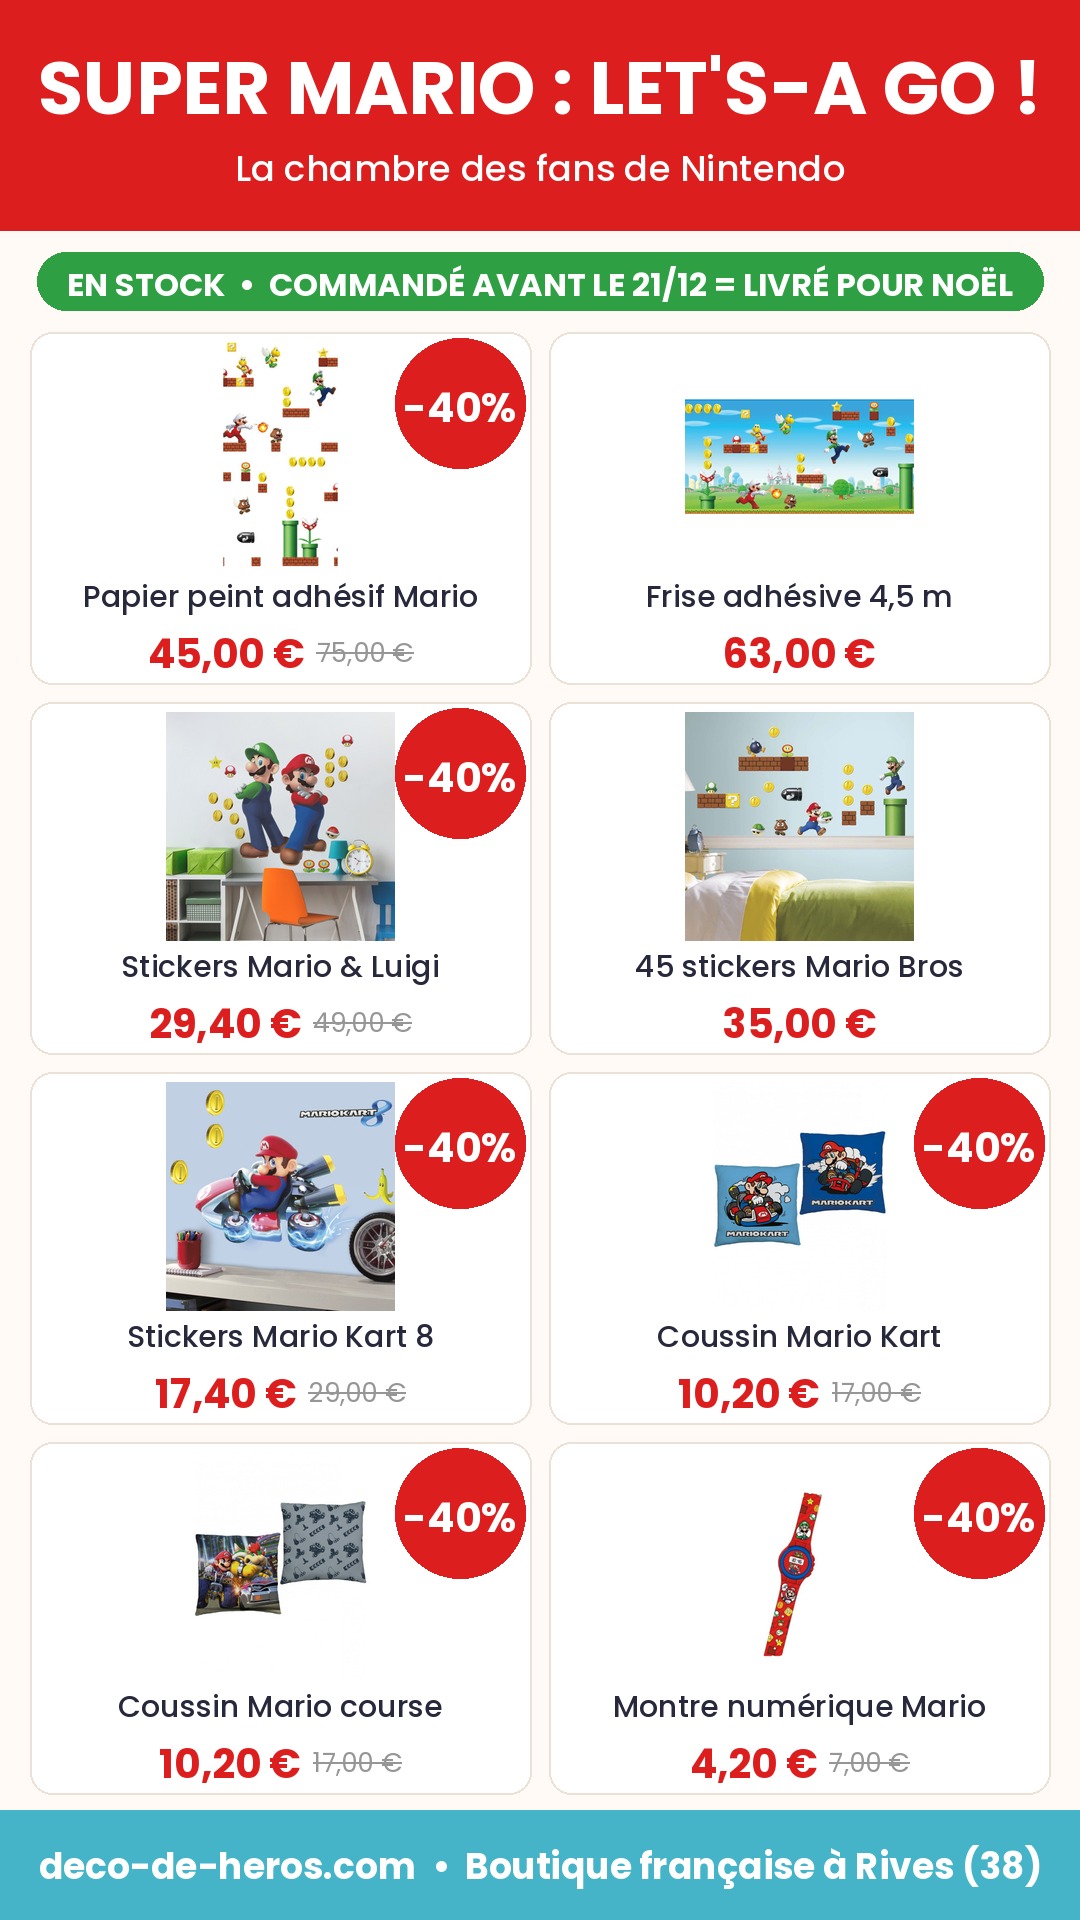 SUPER MARIO : LET'S-A GO !
La chambre des fans de Nintendo
EN STOCK • COMMANDÉ AVANT LE 21/12 = LIVRÉ POUR NOËL
-40%
Papier peint adhésif Mario
45,00 € 75,00 €
Frise adhésive 4,5 m
63,00 €
-40%
Stickers Mario & Luigi
29,40 € 49,00 €
45 stickers Mario Bros
35,00 €
MARIOKART 8
-40%
Stickers Mario Kart 8
17,40 € 29,00 €
MARIOKART
MARIOKART
-40%
Coussin Mario Kart
10,20 € 17,00 €
-40%
Coussin Mario course
10,20 € 17,00 €
-40%
Montre numérique Mario
4,20 € 7,00 €
deco-de-heros.com • Boutique française à Rives (38)